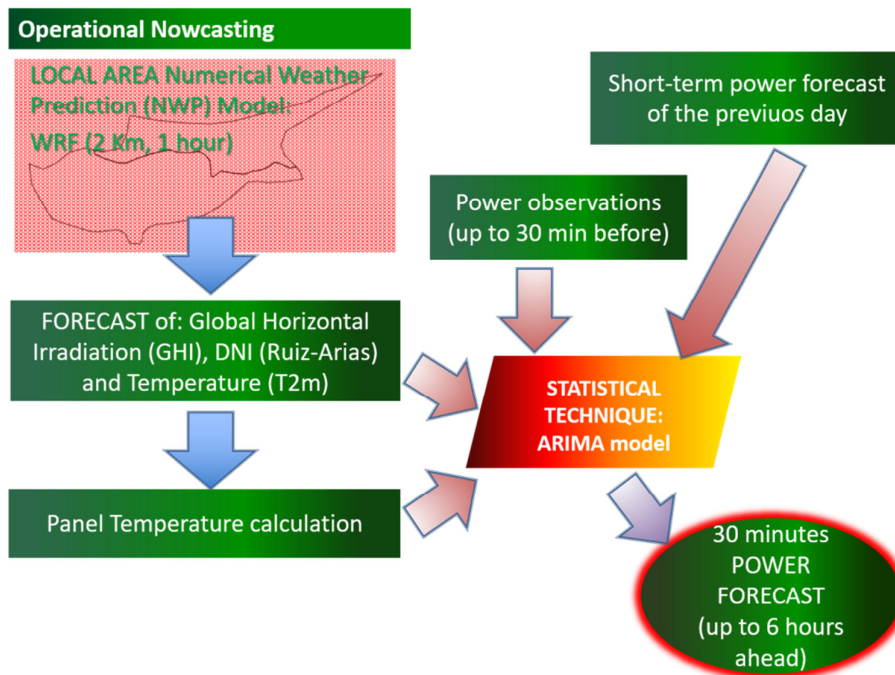 Operational Nowcasting
LOCAL AREA Numerical Weather
Prediction (NWP) Model:
WRF (2 Km, 1 hour)
Short-term power forecast
of the previuos day
Power observations
(up to 30 min before)
FORECAST of: Global Horizontal
Irradiation (GHI), DNI (Ruiz-Arias)
and Temperature (T2m)
STATISTICAL
TECHNIQUE:
ARIMA model
Panel Temperature calculation
30 minutes
POWER
FORECAST
(up to 6 hours
ahead)